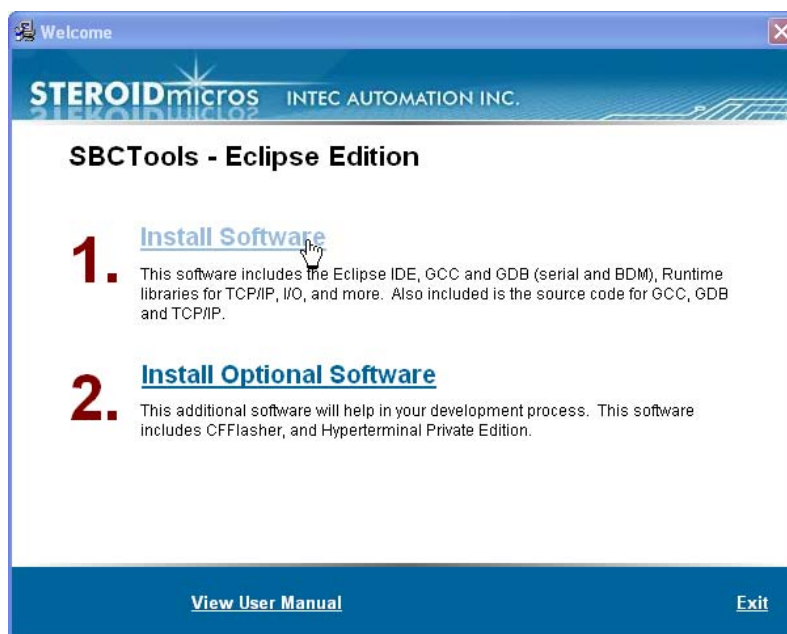 Welcome
STEROIDmicros INTEC AUTOMATION INC.
SBCTools - Eclipse Edition
1. Install Software
This software includes the Eclipse IDE, GCC and GDB (serial and BDM), Runtime
libraries for TCP/IP, I/O, and more. Also included is the source code for GCC, GDB
and TCP/IP.
2. Install Optional Software
This additional software will help in your development process. This software
includes CFFlasher, and Hyperterminal Private Edition.
View User Manual Exit